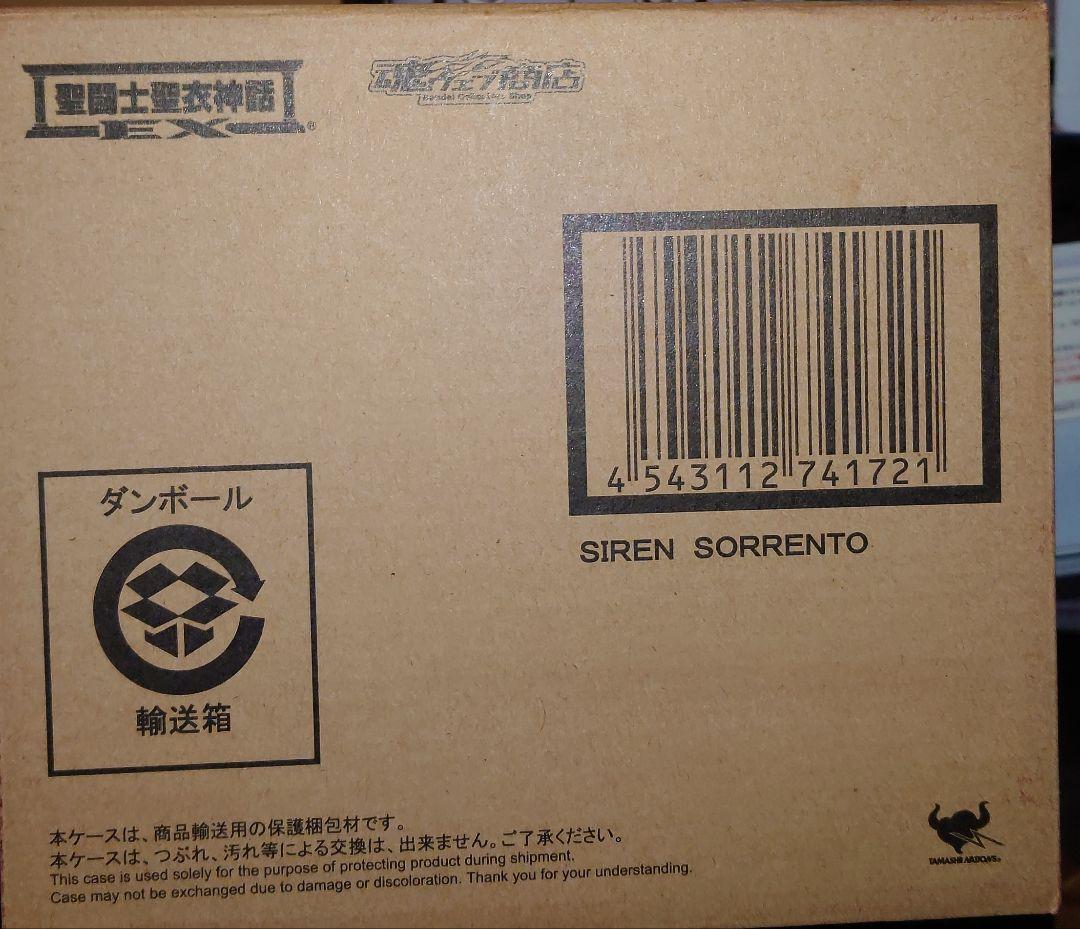 聖闘士聖衣神話
EX®
魂ウェブ商店
4 543112 741721
SIREN SORRENTO
ダンボール
輸送箱
本ケースは、商品輸送用の保護梱包材です。
本ケースは、つぶれ、汚れ等による交換は、出来ません。ご了承ください。
This case is used solely for the purpose of protecting product during shipment.
Case may not be exchanged due to damage or discoloration. Thank you for your understanding.
TAMASHII NATIONS